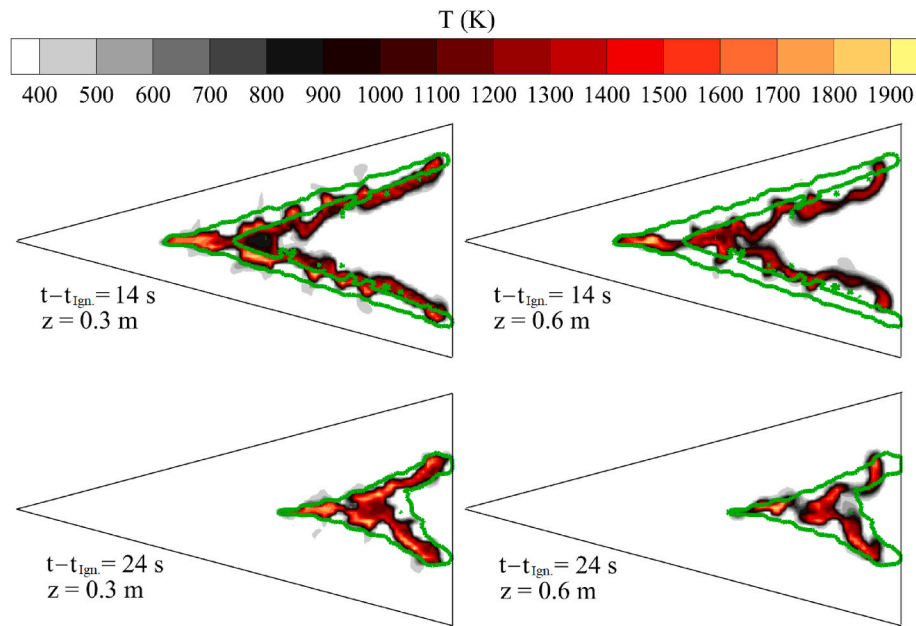 T (K)
400 500 600 700 800 900 1000 1100 1200 1300 1400 1500 1600 1700 1800 1900
t−tIgn.= 14 s
z = 0.3 m
t−tIgn.= 14 s
z = 0.6 m
t−tIgn.= 24 s
z = 0.3 m
t−tIgn.= 24 s
z = 0.6 m